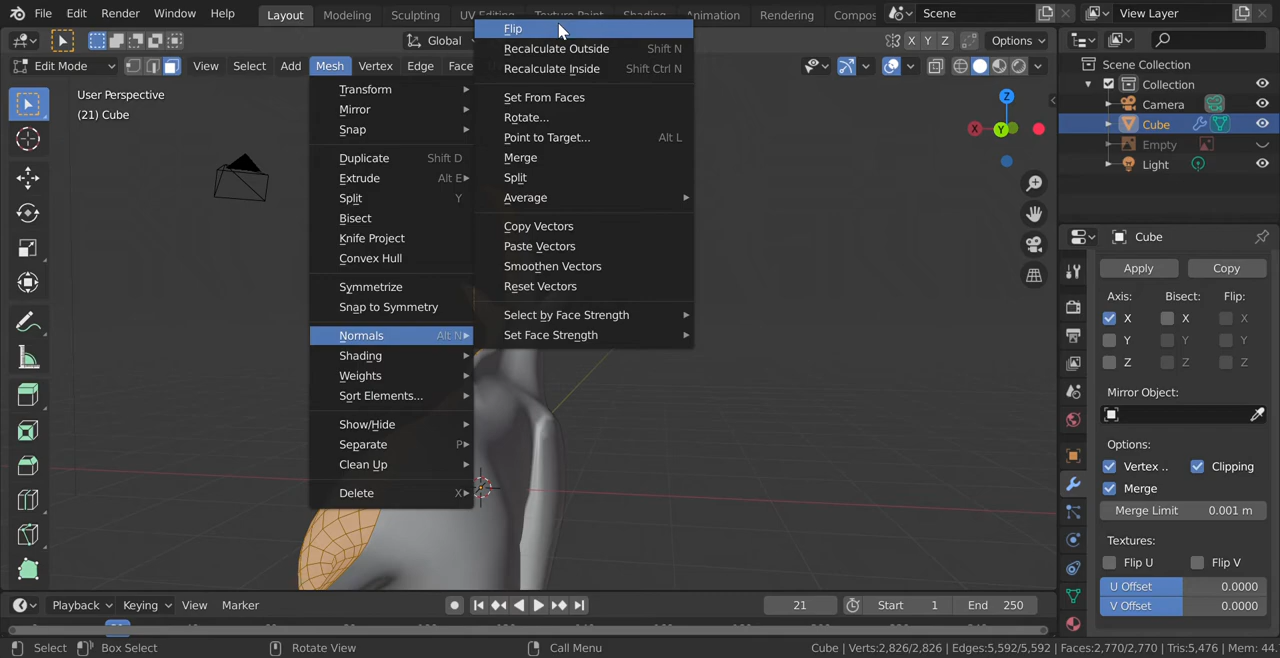 File Edit Render Window Help Layout Modeling Sculpting UV Editing Texture Paint Shading Animation Rendering Compos Scene View Layer
Global X Y Z Options
Edit Mode View Select Add Mesh Vertex Edge Face
User Perspective
(21) Cube
Transform
Mirror
Snap
Duplicate Shift D
Extrude Alt E
Split Y
Bisect
Knife Project
Convex Hull
Symmetrize
Snap to Symmetry
Normals Alt N
Shading
Weights
Sort Elements...
Show/Hide
Separate P
Clean Up
Delete X
Flip
Recalculate Outside Shift N
Recalculate Inside Shift Ctrl N
Set From Faces
Rotate...
Point to Target... Alt L
Merge
Split
Average
Copy Vectors
Paste Vectors
Smoothen Vectors
Reset Vectors
Select by Face Strength
Set Face Strength
Z
X Y
Scene Collection
Collection
Camera
Cube
Empty
Light
Cube
Apply Copy
Axis: Bisect: Flip:
X X X
Y Y Y
Z Z Z
Mirror Object:
Options:
Vertex .. Clipping
Merge
Merge Limit 0.001 m
Textures:
Flip U Flip V
U Offset 0.0000
V Offset 0.0000
Playback Keying View Marker 21 Start 1 End 250
Select Box Select Rotate View Call Menu Cube | Verts:2,826/2,826 | Edges:5,592/5,592 | Faces:2,770/2,770 | Tris:5,476 | Mem: 44.